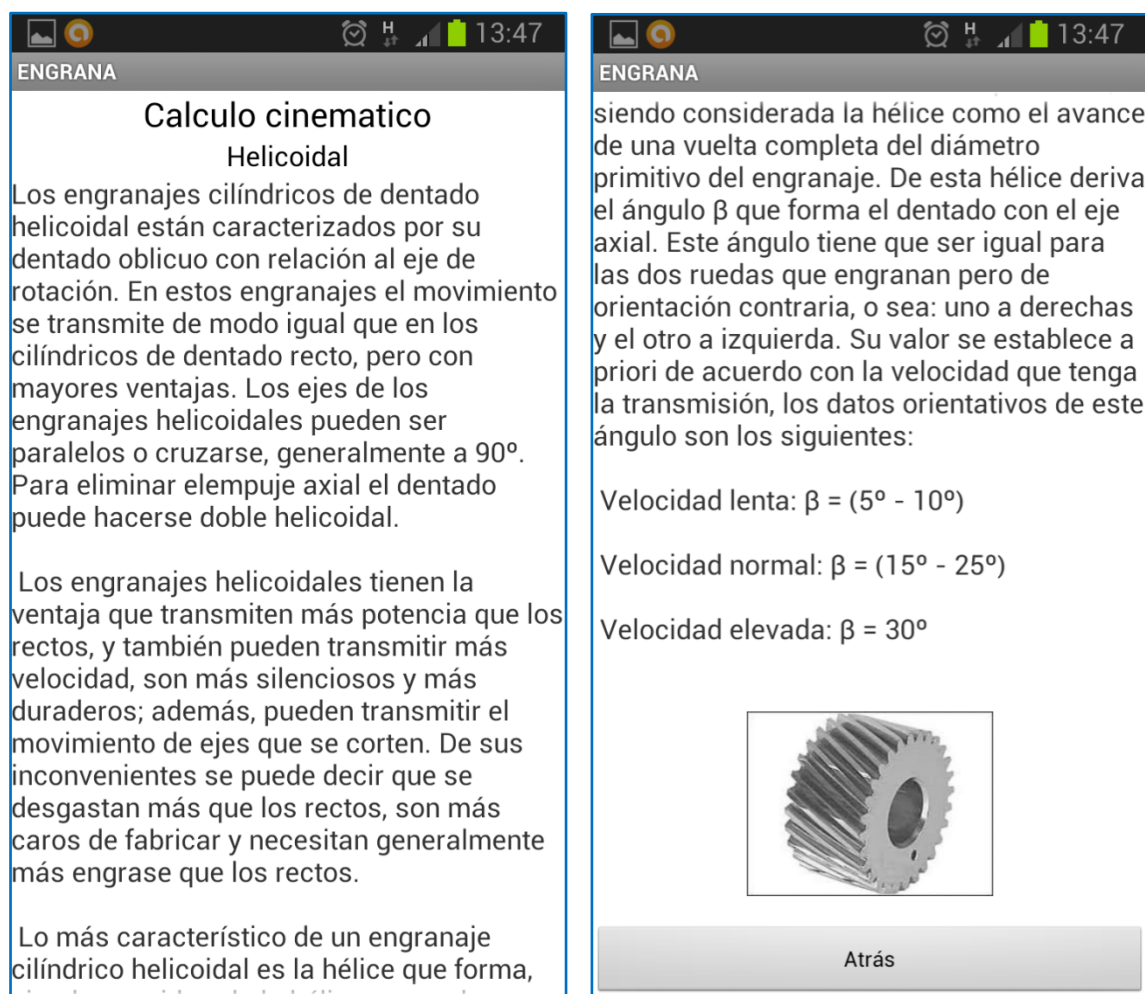 13:47
ENGRANA
Calculo cinematico
Helicoidal
Los engranajes cilíndricos de dentado
helicoidal están caracterizados por su
dentado oblicuo con relación al eje de
rotación. En estos engranajes el movimiento
se transmite de modo igual que en los
cilíndricos de dentado recto, pero con
mayores ventajas. Los ejes de los
engranajes helicoidales pueden ser
paralelos o cruzarse, generalmente a 90º.
Para eliminar elempuje axial el dentado
puede hacerse doble helicoidal.
Los engranajes helicoidales tienen la
ventaja que transmiten más potencia que los
rectos, y también pueden transmitir más
velocidad, son más silenciosos y más
duraderos; además, pueden transmitir el
movimiento de ejes que se corten. De sus
inconvenientes se puede decir que se
desgastan más que los rectos, son más
caros de fabricar y necesitan generalmente
más engrase que los rectos.
Lo más característico de un engranaje
cilíndrico helicoidal es la hélice que forma,
H 13:47
ENGRANA
siendo considerada la hélice como el avance
de una vuelta completa del diámetro
primitivo del engranaje. De esta hélice deriva
el ángulo β que forma el dentado con el eje
axial. Este ángulo tiene que ser igual para
las dos ruedas que engranan pero de
orientación contraria, o sea: uno a derechas
y el otro a izquierda. Su valor se establece a
priori de acuerdo con la velocidad que tenga
la transmisión, los datos orientativos de este
ángulo son los siguientes:
Velocidad lenta: β = (5º - 10º)
Velocidad normal: β = (15º - 25º)
Velocidad elevada: β = 30º
Atrás